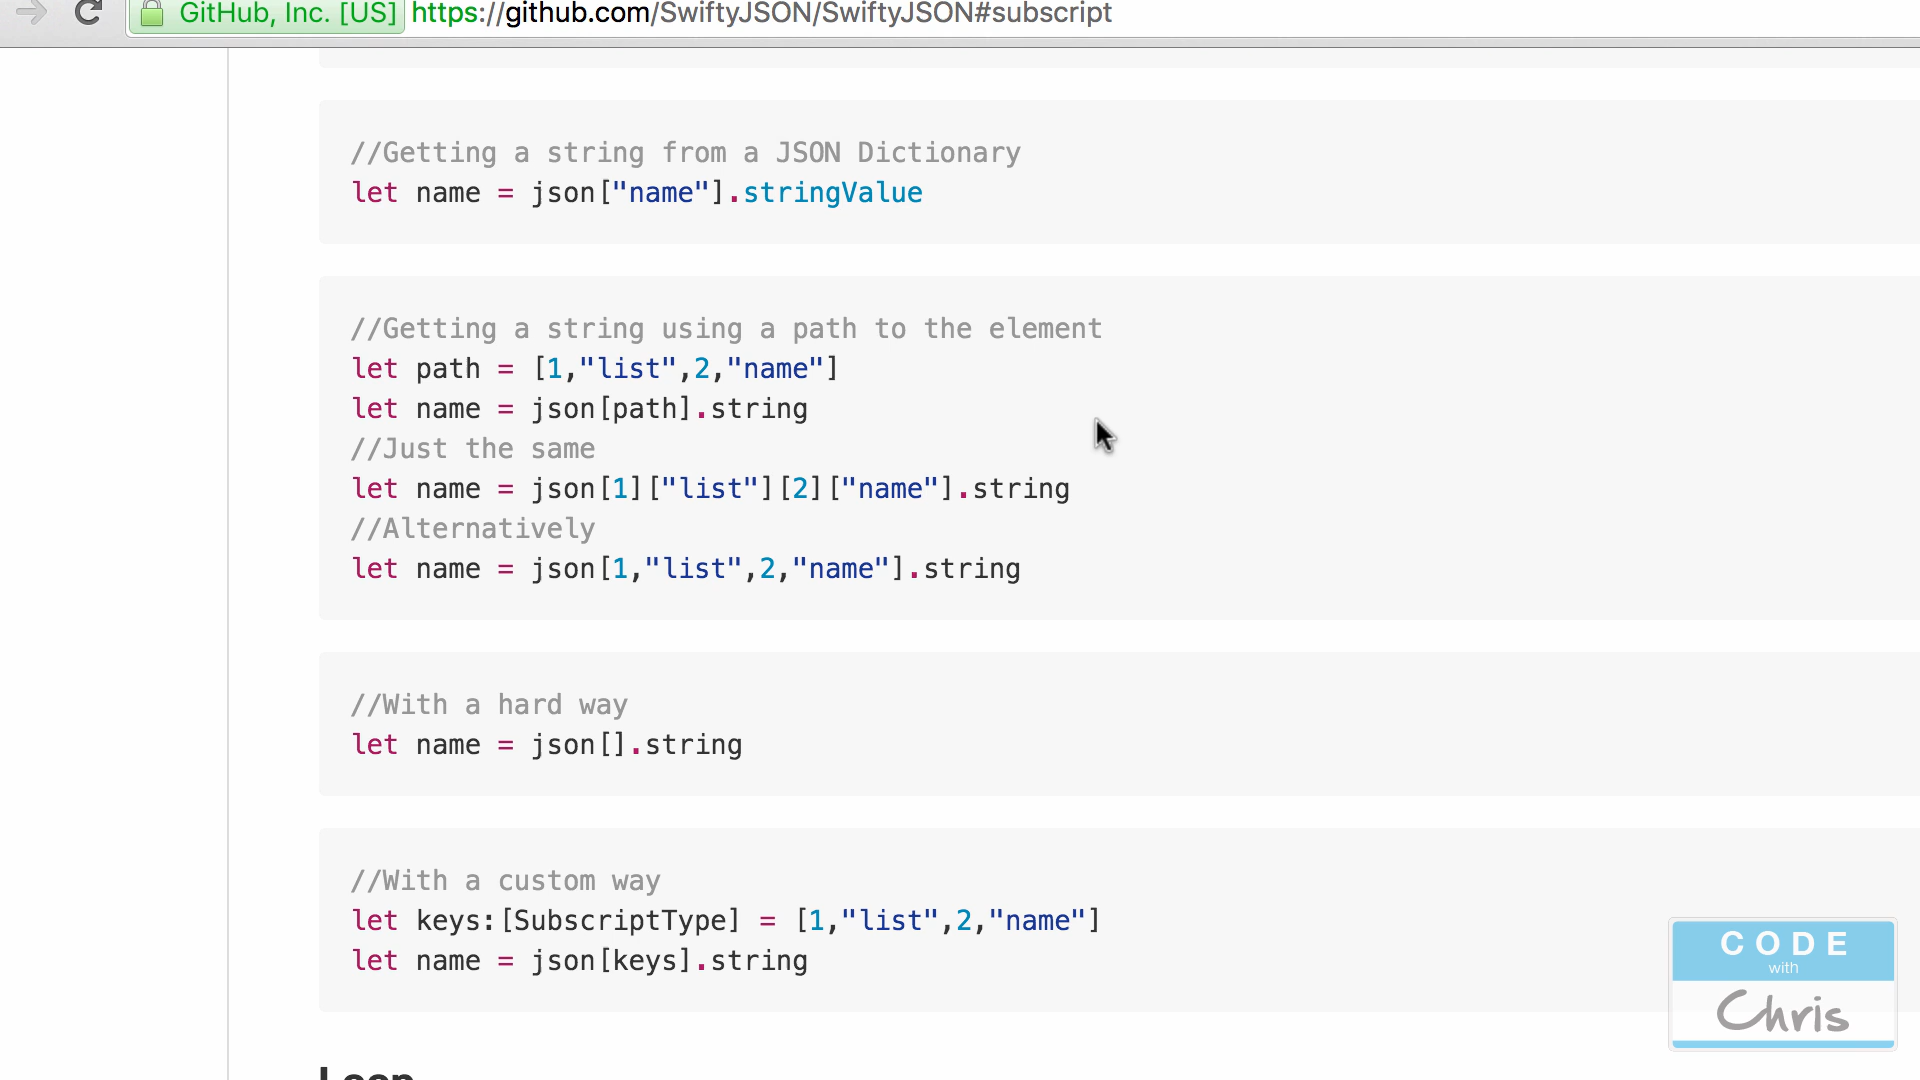 GitHub, Inc. [US] https://github.com/SwiftyJSON/SwiftyJSON#subscript
//Getting a string from a JSON Dictionary
let name = json["name"].stringValue
//Getting a string using a path to the element
let path = [1,"list",2,"name"]
let name = json[path].string
//Just the same
let name = json[1]["list"][2]["name"].string
//Alternatively
let name = json[1,"list",2,"name"].string
//With a hard way
let name = json[].string
//With a custom way
let keys:[SubscriptType] = [1,"list",2,"name"]
let name = json[keys].string
Loop
CODE
with
Chris